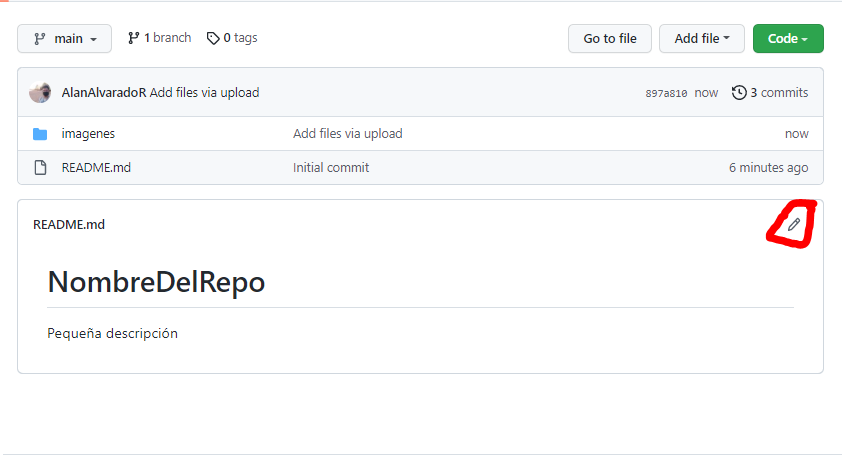 main 1 branch 0 tags Go to file Add file Code
AlanAlvaradoR Add files via upload 897a810 now 3 commits
imagenes Add files via upload now
README.md Initial commit 6 minutes ago
README.md
NombreDelRepo
Pequeña descripción